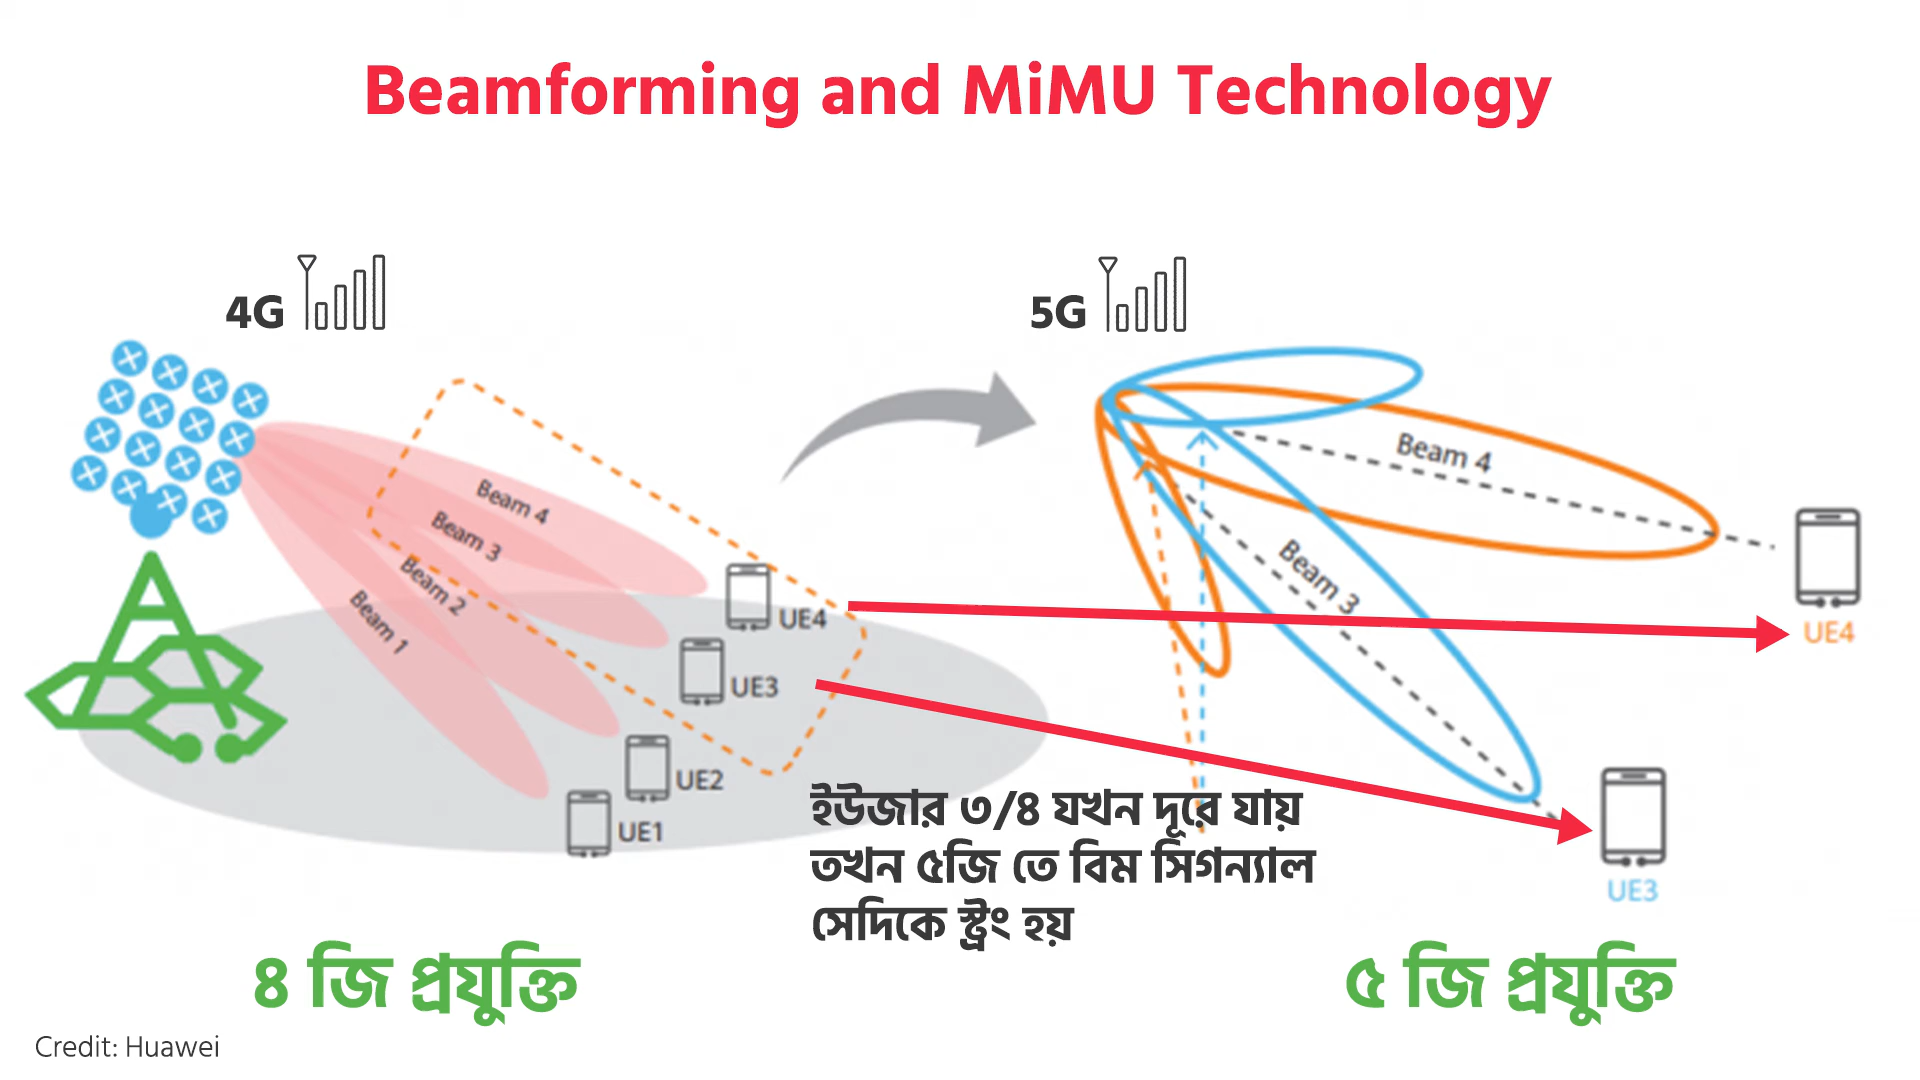 Beamforming and MiMU Technology
4G
5G
Beam 4
Beam 3
Beam 2
Beam 1
UE4
UE3
UE2
UE1
Beam 4
Beam 3
UE4
UE3
ইউজার ৩/৪ যখন দূরে যায়
তখন ৫জি তে বিম সিগন্যাল
সেদিকে স্ট্রং হয়
৪ জি প্রযুক্তি
৫ জি প্রযুক্তি
Credit: Huawei